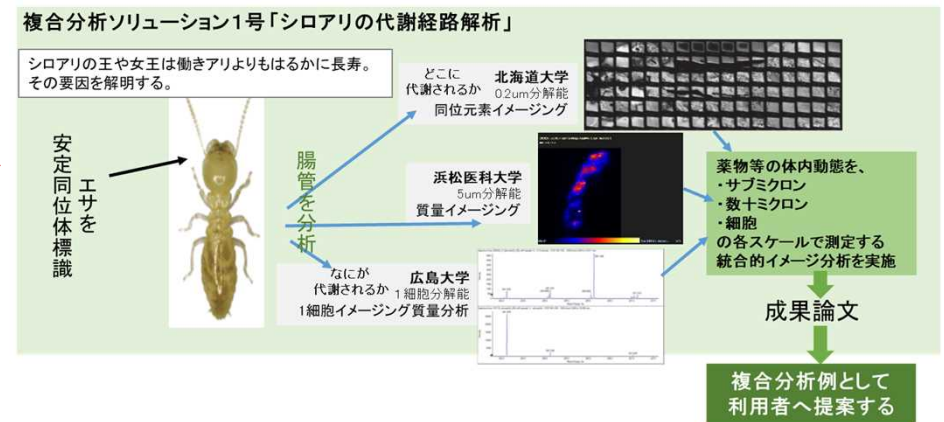 複合分析ソリューション1号「シロアリの代謝経路解析」
シロアリの王や女王は働きアリよりもはるかに長寿。
その要因を解明する。
エサを
安定同位体標識
腸管を分析
どこに
代謝されるか
北海道大学
0.2um分解能
同位元素イメージング
浜松医科大学
5um分解能
質量イメージング
なにが
代謝されるか
広島大学
1細胞分解能
1細胞イメージング質量分析
薬物等の体内動態を、
・サブミクロン
・数十ミクロン
・細胞
の各スケールで測定する
統合的イメージ分析を実施
成果論文
複合分析例として
利用者へ提案する